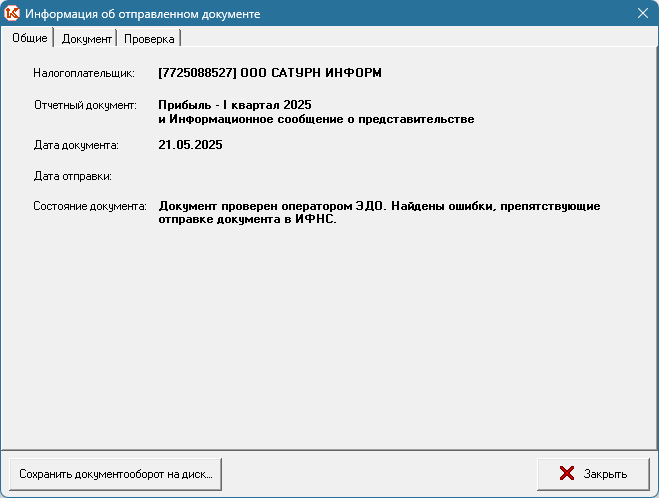 Информация об отправленном документе
Общие Документ Проверка
Налогоплательщик: [7725088527] ООО САТУРН ИНФОРМ
Отчетный документ: Прибыль - I квартал 2025
и Информационное сообщение о представительстве
Дата документа: 21.05.2025
Дата отправки:
Состояние документа: Документ проверен оператором ЭДО. Найдены ошибки, препятствующие
отправке документа в ИФНС.
Сохранить документооборот на диск... Закрыть